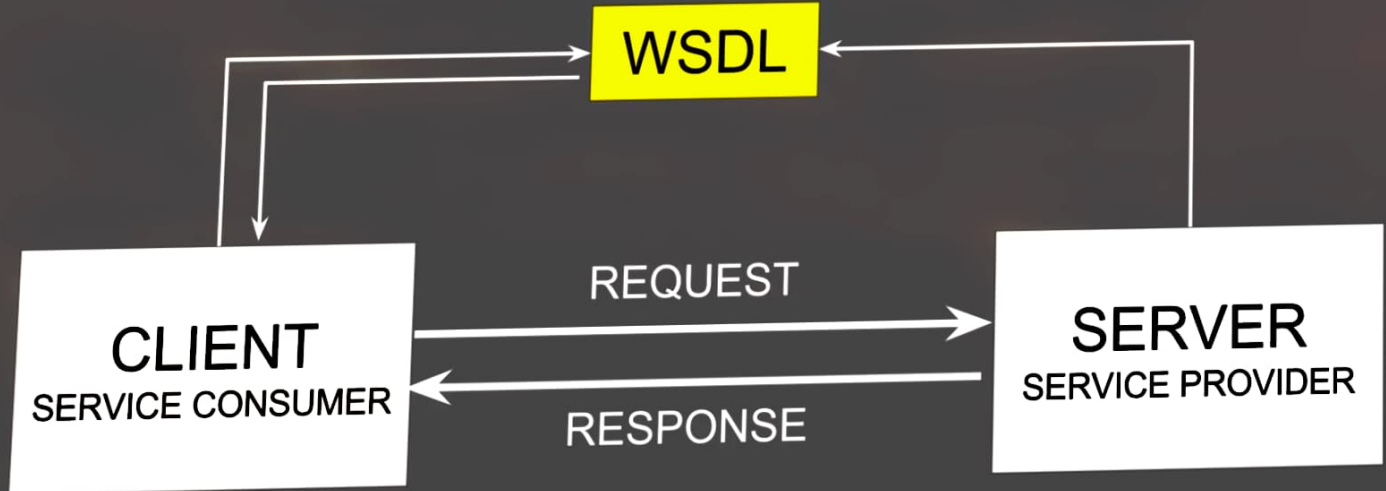 WSDL
REQUEST
CLIENT
SERVICE CONSUMER
SERVER
SERVICE PROVIDER
RESPONSE